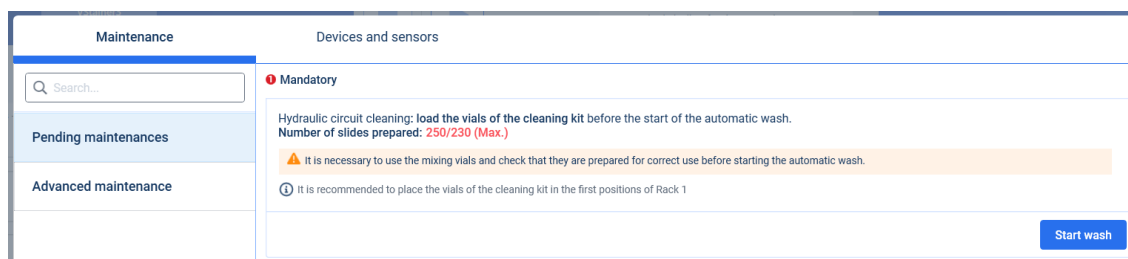 Maintenance
Devices and sensors
Search...
Pending maintenances
Advanced maintenance
! Mandatory
Hydraulic circuit cleaning: load the vials of the cleaning kit before the start of the automatic wash.
Number of slides prepared: 250/230 (Max.)
It is necessary to use the mixing vials and check that they are prepared for correct use before starting the automatic wash.
It is recommended to place the vials of the cleaning kit in the first positions of Rack 1
Start wash